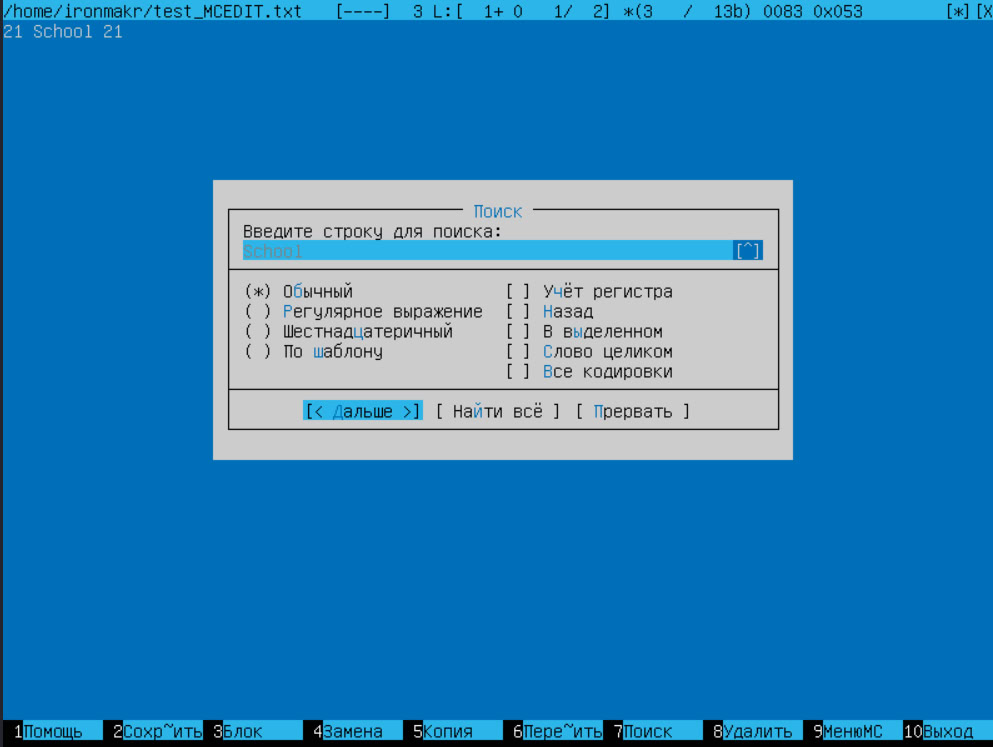 /home/ironmakr/test_MCEDIT.txt [----] 3 L:[ 1+ 0 1/ 2] *(3 / 13b) 0083 0x053 [*][X
21 School 21
Поиск
Введите строку для поиска:
School [^]
(*) Обычный [ ] Учёт регистра
( ) Регулярное выражение [ ] Назад
( ) Шестнадцатеричный [ ] В выделенном
( ) По шаблону [ ] Слово целиком
[ ] Все кодировки
[< Дальше >] [ Найти всё ] [ Прервать ]
1Помощь 2Сохр~ить 3Блок 4Замена 5Копия 6Пере~ить 7Поиск 8Удалить 9МенюMC 10Выход